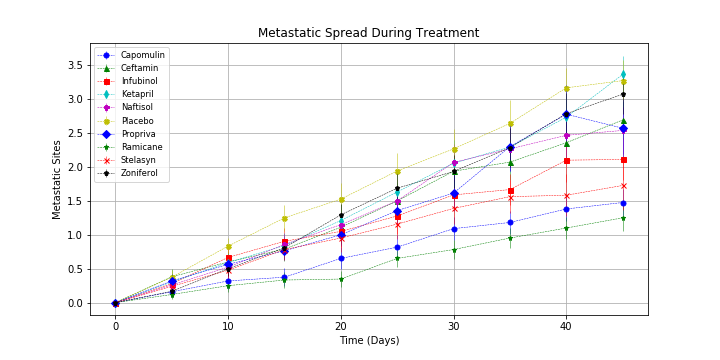 Metastatic Spread During Treatment
Metastatic Sites
3.5
3.0
2.5
2.0
1.5
1.0
0.5
0.0
Capomulin
Ceftamin
Infubinol
Ketapril
Naftisol
Placebo
Propriva
Ramicane
Stelasyn
Zoniferol
0 10 20 30 40
Time (Days)